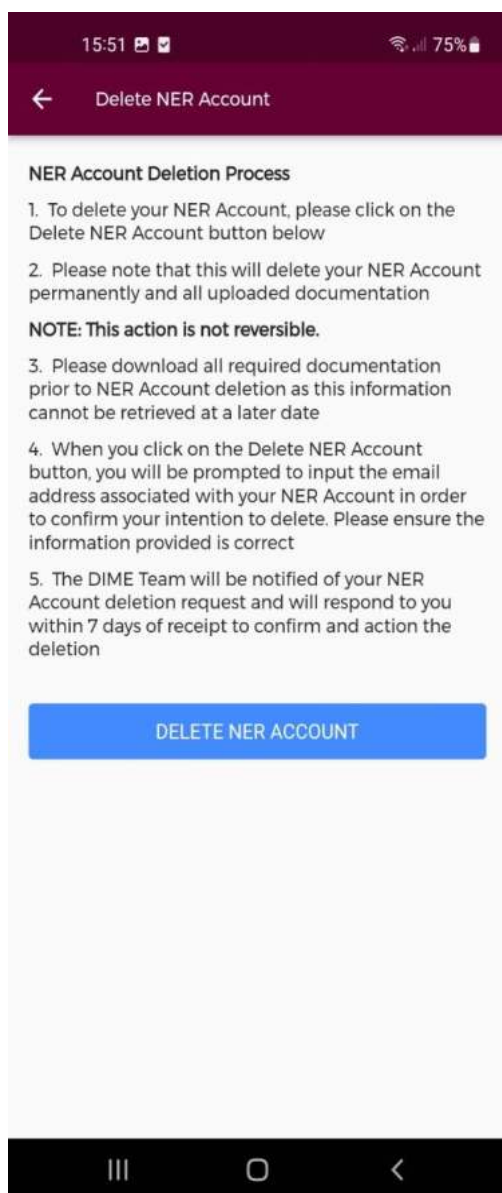 15:51 75%
Delete NER Account
NER Account Deletion Process
1. To delete your NER Account, please click on the
Delete NER Account button below
2. Please note that this will delete your NER Account
permanently and all uploaded documentation
NOTE: This action is not reversible.
3. Please download all required documentation
prior to NER Account deletion as this information
cannot be retrieved at a later date
4. When you click on the Delete NER Account
button, you will be prompted to input the email
address associated with your NER Account in order
to confirm your intention to delete. Please ensure the
information provided is correct
5. The DIME Team will be notified of your NER
Account deletion request and will respond to you
within 7 days of receipt to confirm and action the
deletion
DELETE NER ACCOUNT